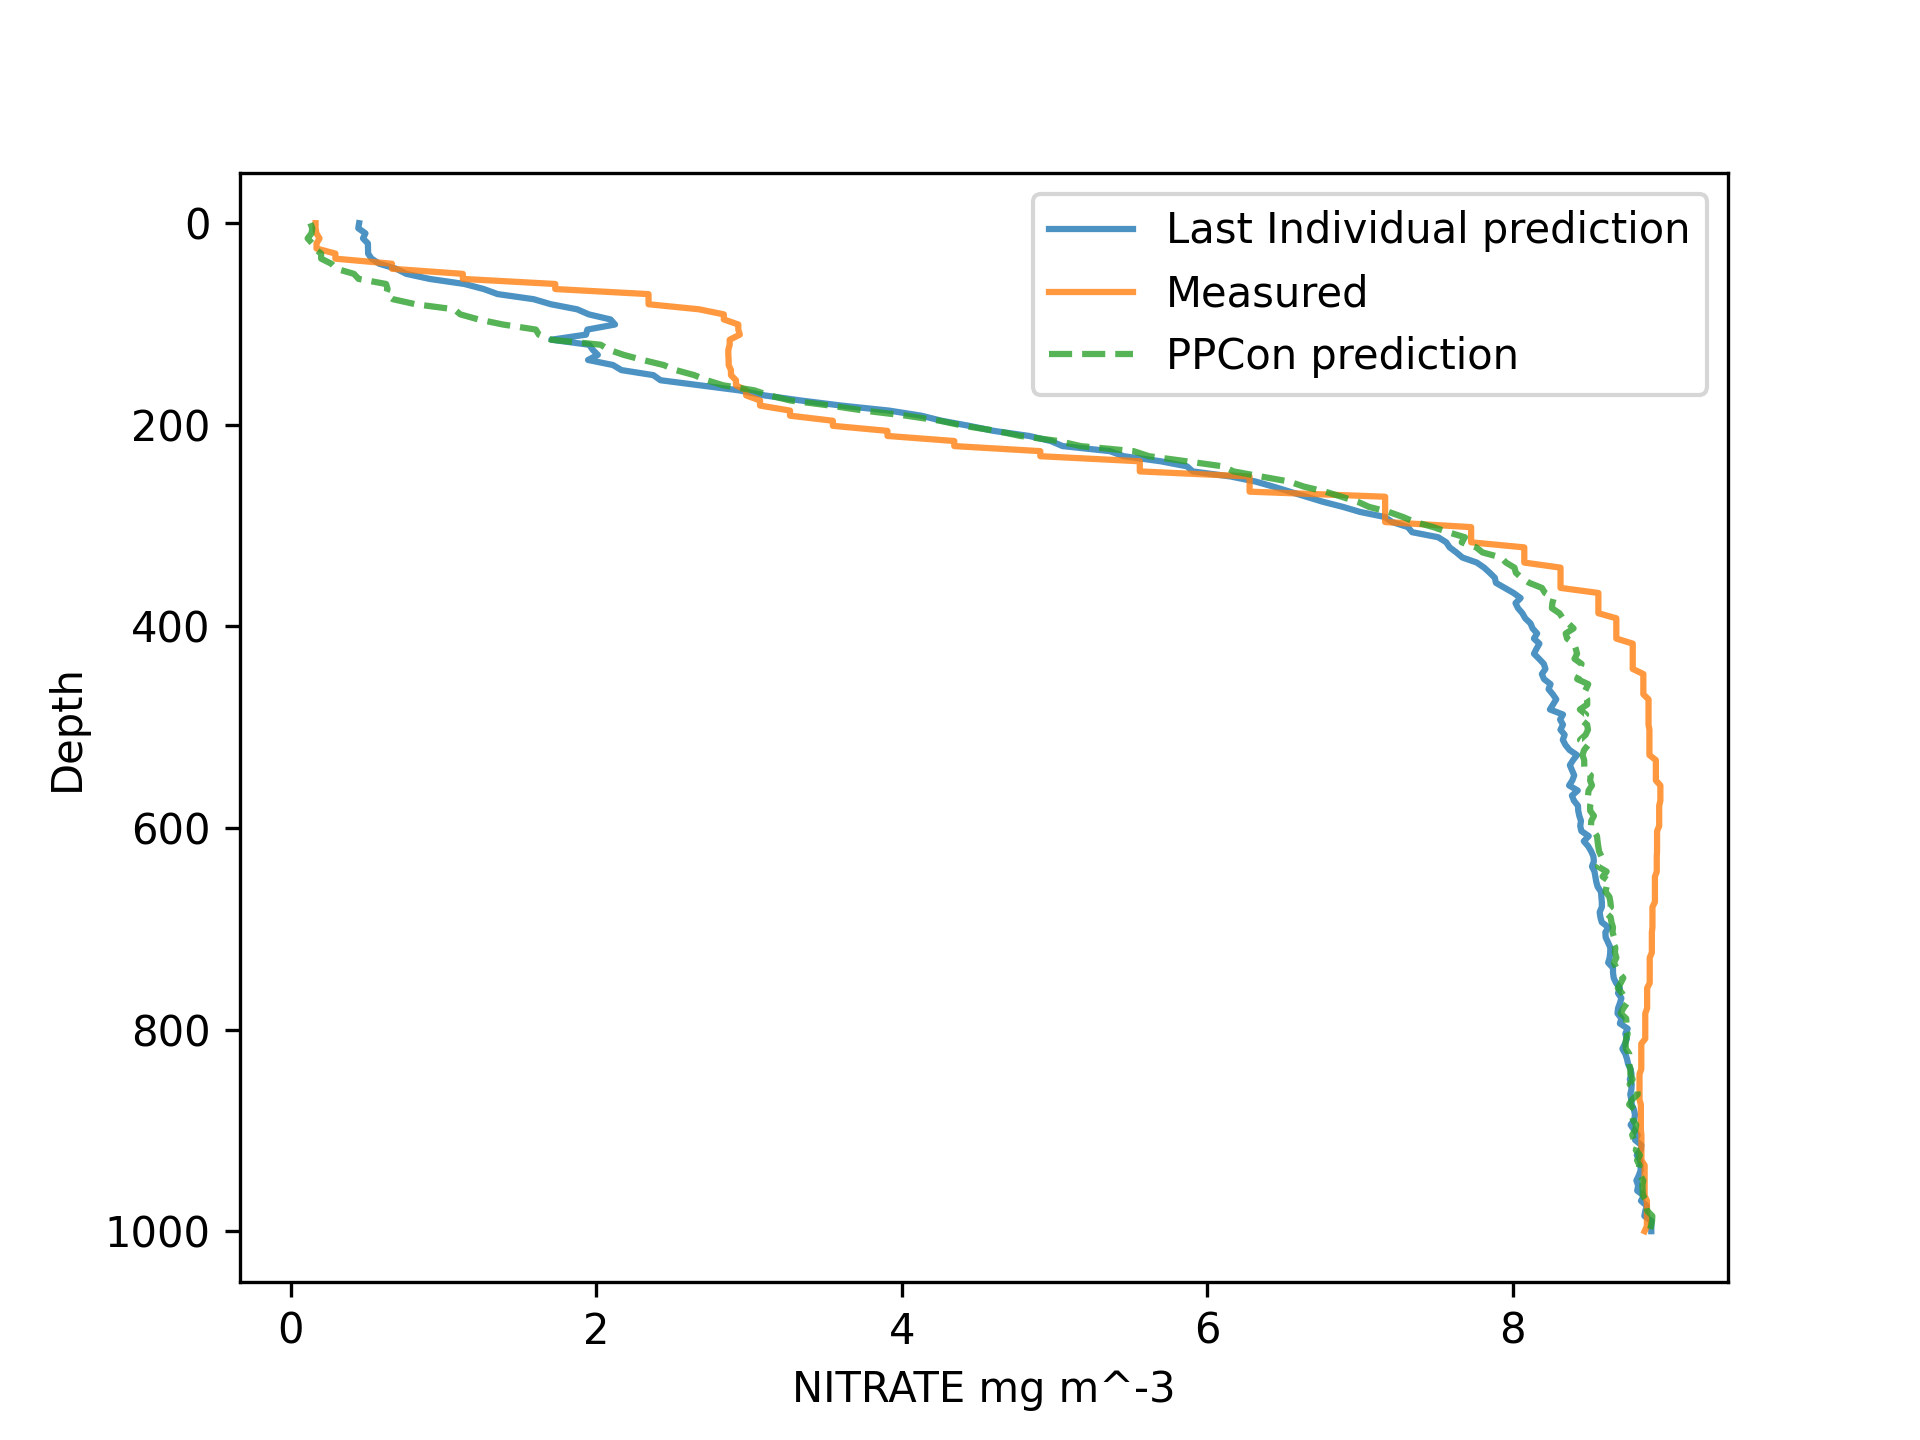 Last Individual prediction
Measured
PPCon prediction
0
200
400
600
800
1000
Depth
0 2 4 6 8
NITRATE mg m^-3